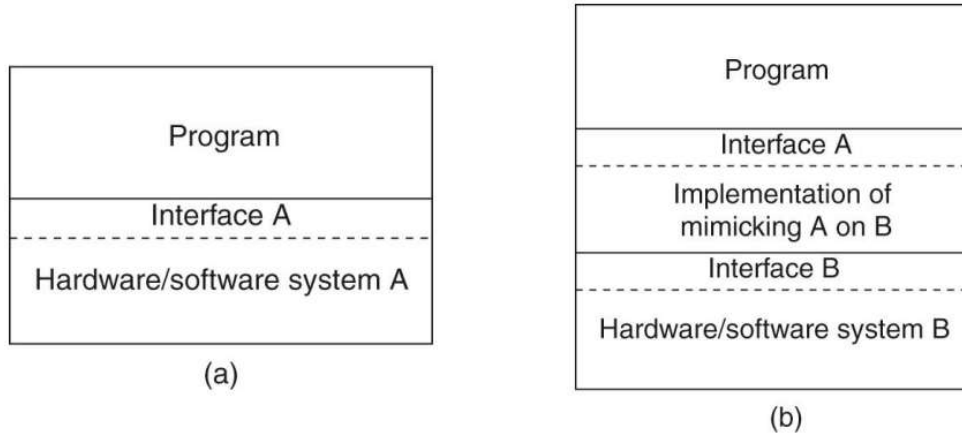 Program
Interface A
Hardware/software system A
(a)
Program
Interface A
Implementation of
mimicking A on B
Interface B
Hardware/software system B
(b)